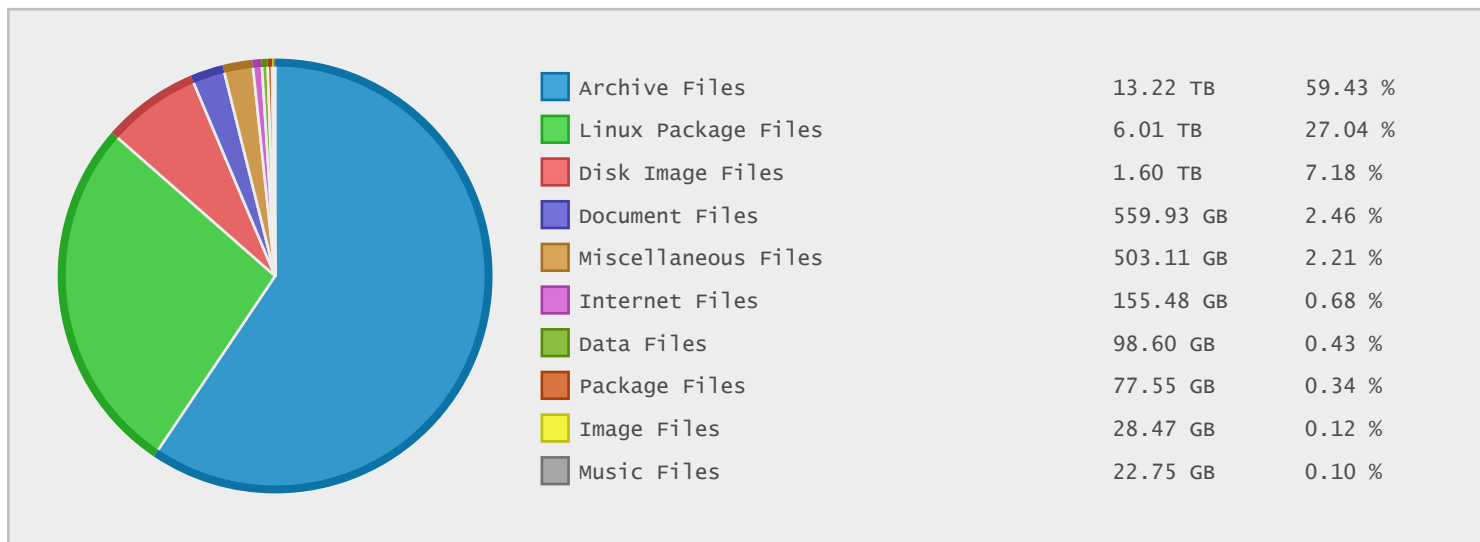 Archive Files 13.22 TB 59.43 %
Linux Package Files 6.01 TB 27.04 %
Disk Image Files 1.60 TB 7.18 %
Document Files 559.93 GB 2.46 %
Miscellaneous Files 503.11 GB 2.21 %
Internet Files 155.48 GB 0.68 %
Data Files 98.60 GB 0.43 %
Package Files 77.55 GB 0.34 %
Image Files 28.47 GB 0.12 %
Music Files 22.75 GB 0.10 %